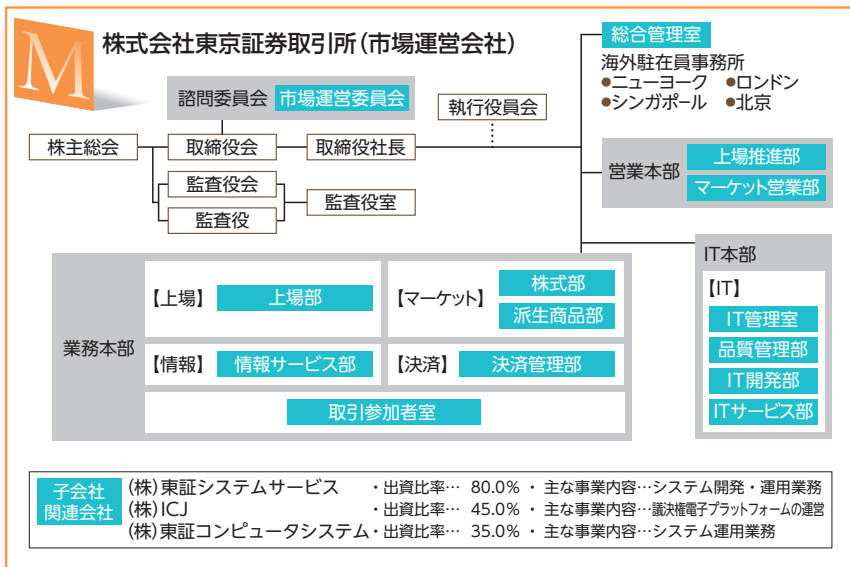 M
株式会社東京証券取引所（市場運営会社）
総合管理室
海外駐在員事務所
●ニューヨーク ●ロンドン
●シンガポール ●北京
諮問委員会 市場運営委員会
執行役員会
株主総会 取締役会 取締役社長
監査役会
監査役
監査役室
営業本部
上場推進部
マーケット営業部
業務本部
【上場】 上場部
【マーケット】
株式部
派生商品部
【情報】 情報サービス部
【決済】 決済管理部
取引参加者室
IT本部
【IT】
IT管理室
品質管理部
IT開発部
ITサービス部
子会社
関連会社
(株)東証システムサービス ・出資比率… 80.0% ・ 主な事業内容…システム開発・運用業務
(株)ICJ ・出資比率… 45.0% ・ 主な事業内容…議決権電子プラットフォームの運営
(株)東証コンピュータシステム・出資比率… 35.0% ・ 主な事業内容…システム運用業務